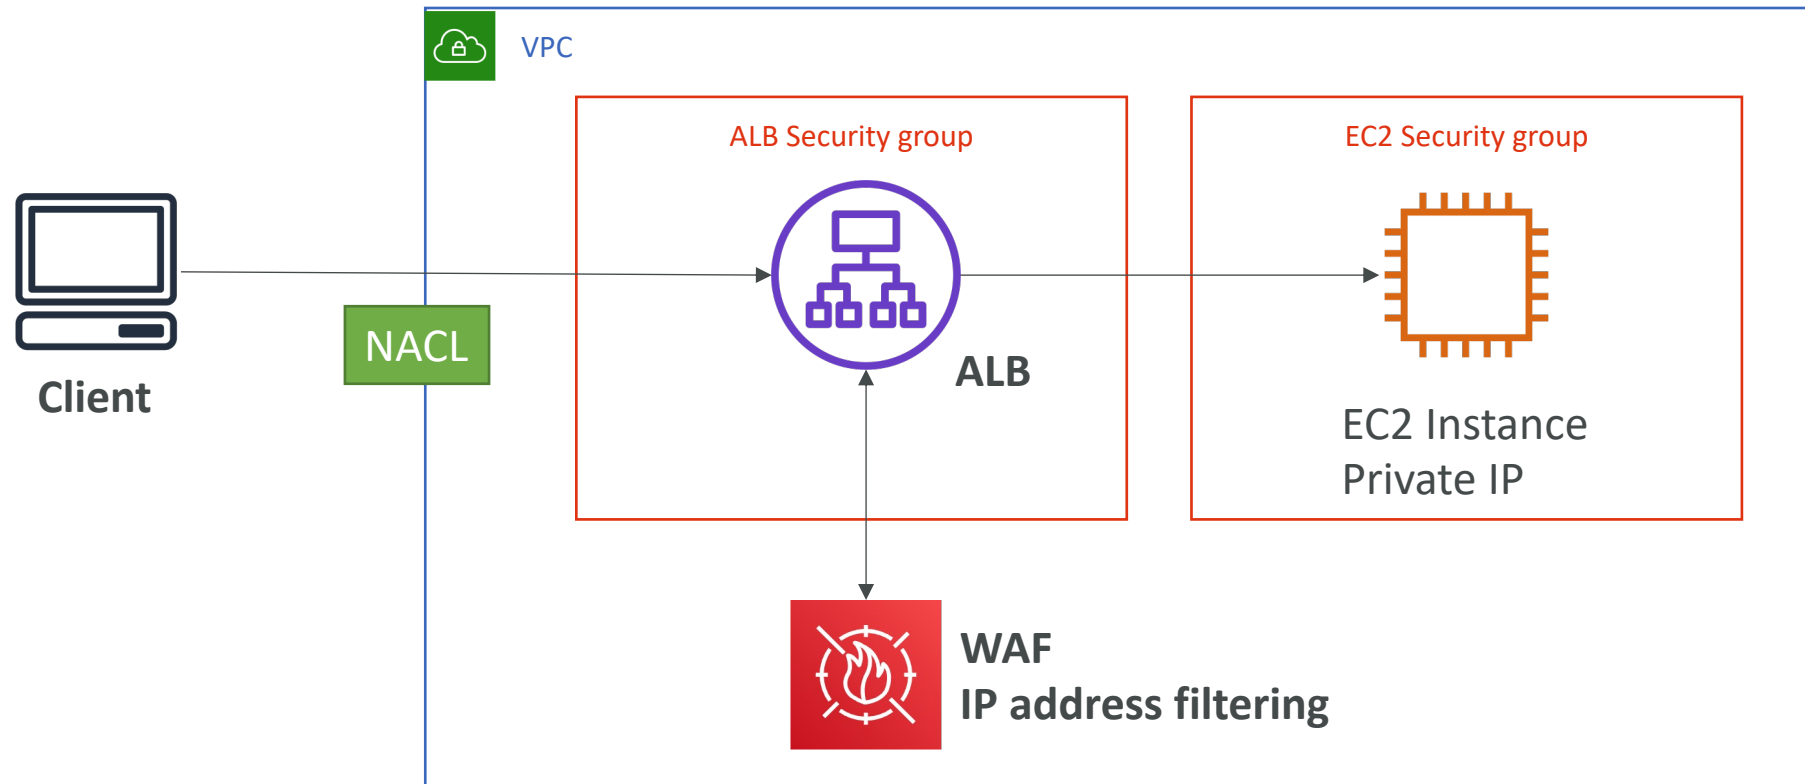 VPC
ALB Security group
EC2 Security group
NACL
Client
ALB
EC2 Instance
Private IP
WAF
IP address filtering